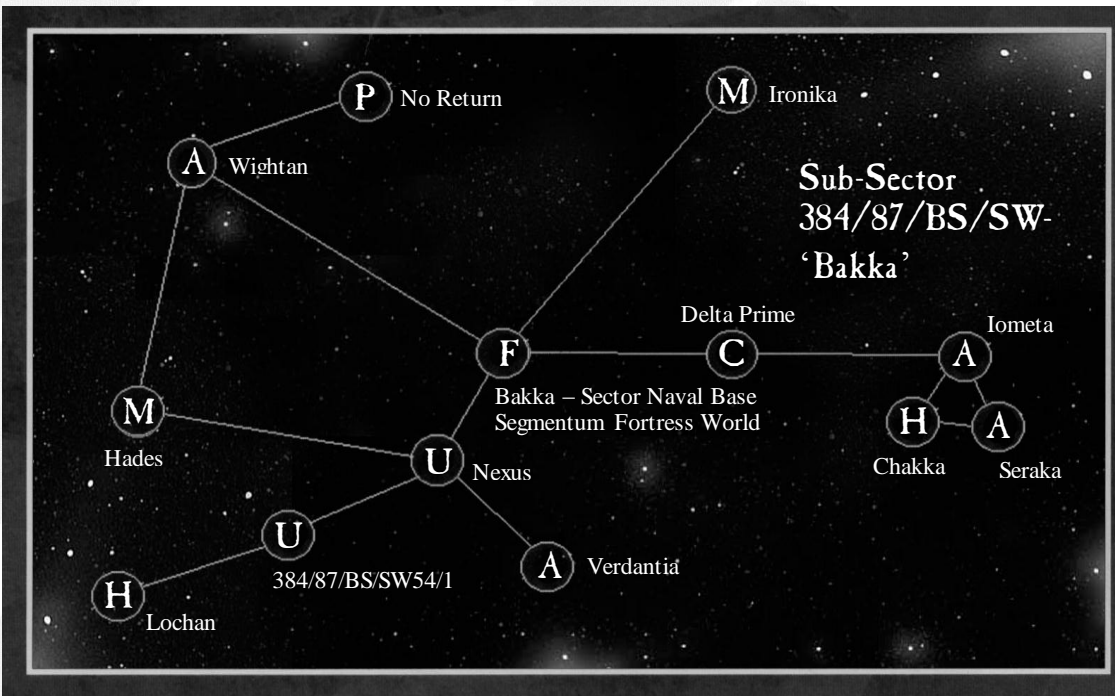 P No Return
M Ironika
A Wightan
Sub-Sector
384/87/BS/SW-
‘Bakka’
Delta Prime
Iometa
F
C
A
Bakka – Sector Naval Base
Segmentum Fortress World
M
H
A
Hades
Chakka
Seraka
U Nexus
U
384/87/BS/SW54/1
A Verdantia
H
Lochan